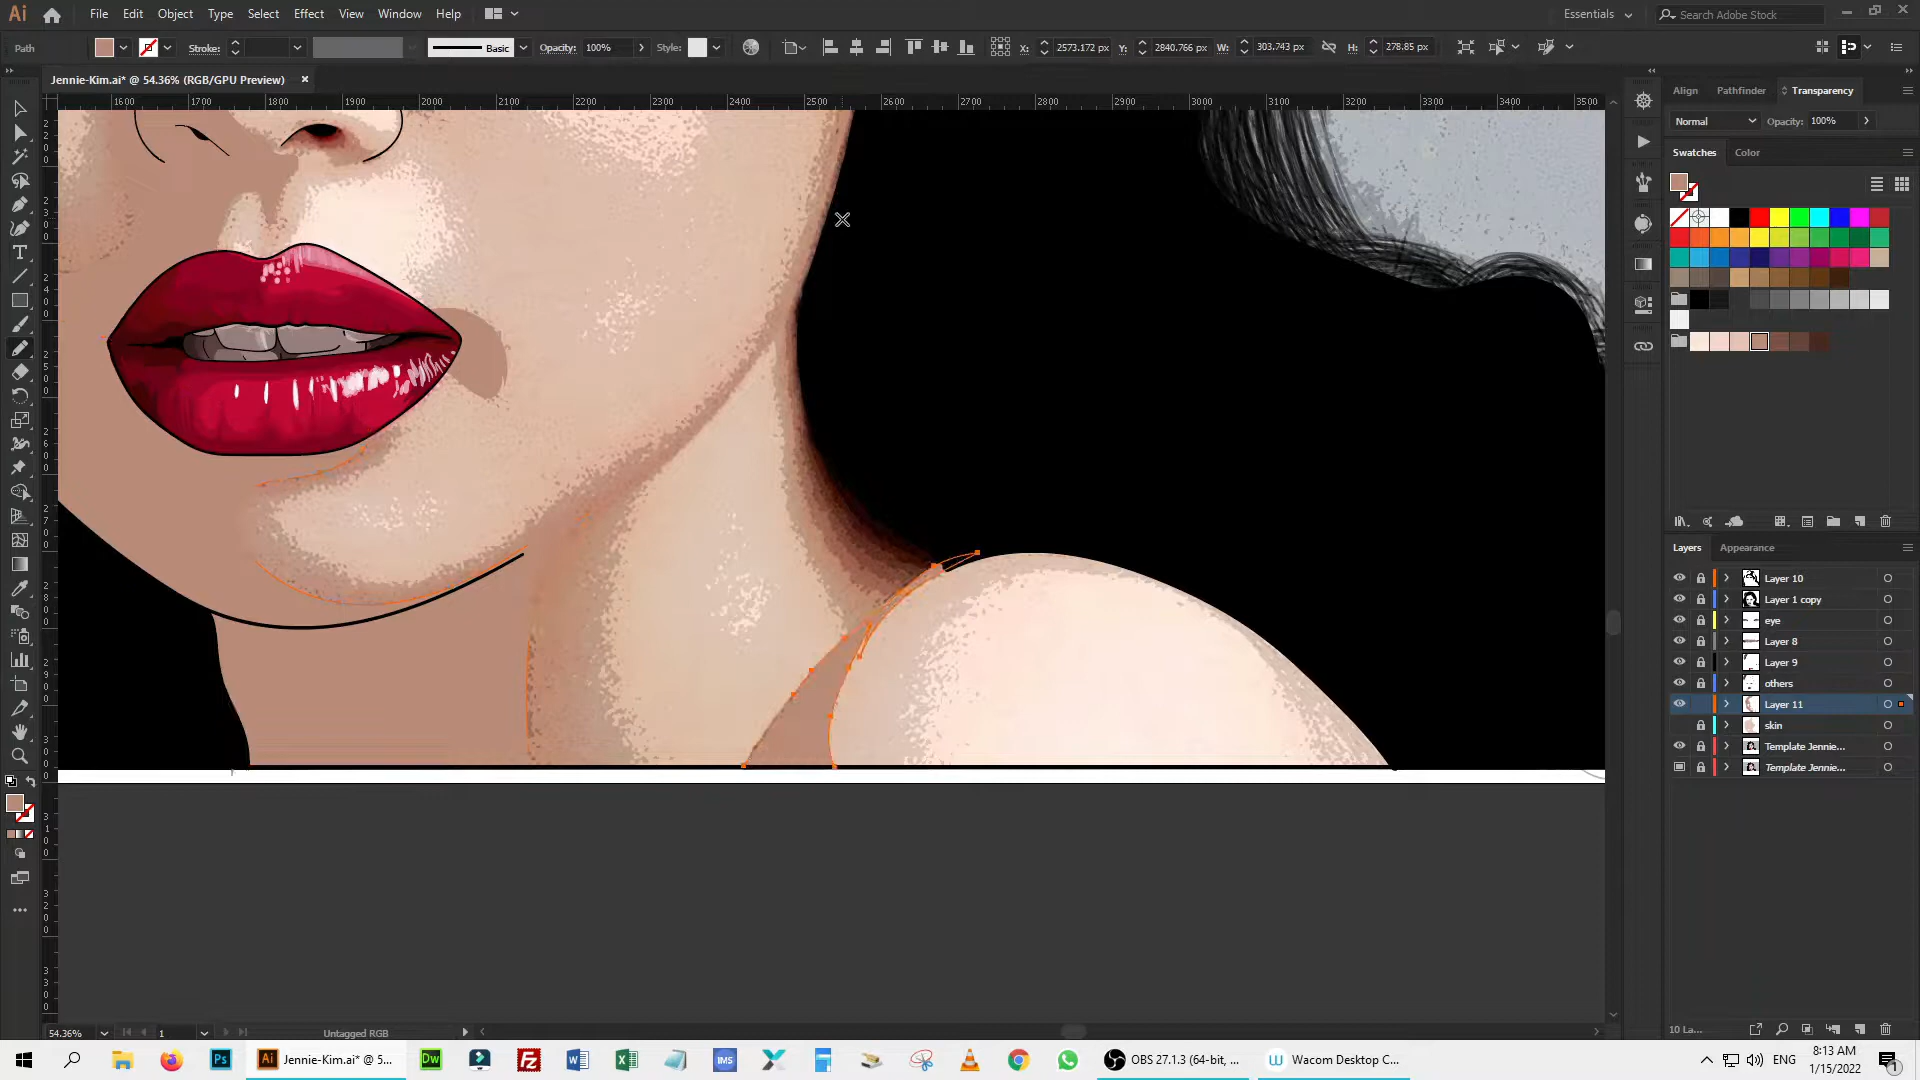 Ai File Edit Object Type Select Effect View Window Help Essentials Search Adobe Stock
Path Stroke: Basic Opacity: 100% Style: X: 2573.172 px Y: 2840.766 px W: 303.743 px H: 278.85 px
Jennie-Kim.ai* @ 54.36% (RGB/GPU Preview) ×
Align Pathfinder Transparency
1600 1700 1800 1900 2000 2100 2200 2300 2400 2500 2600 2700 2800 2900 3000 3100 3200 3300 3400 3500
Normal Opacity: 100%
Swatches Color
Layers Appearance
Layer 10
Layer 1 copy
eye
Layer 8
Layer 9
others
Layer 11
skin
Template Jennie...
Template Jennie...
54.36% 1 Untagged RGB 10 La...
Ps Ai Jennie-Kim.ai* @ 5... Dw IMS OBS 27.1.3 (64-bit, ... Wacom Desktop C... ENG 8:13 AM
1/15/2022